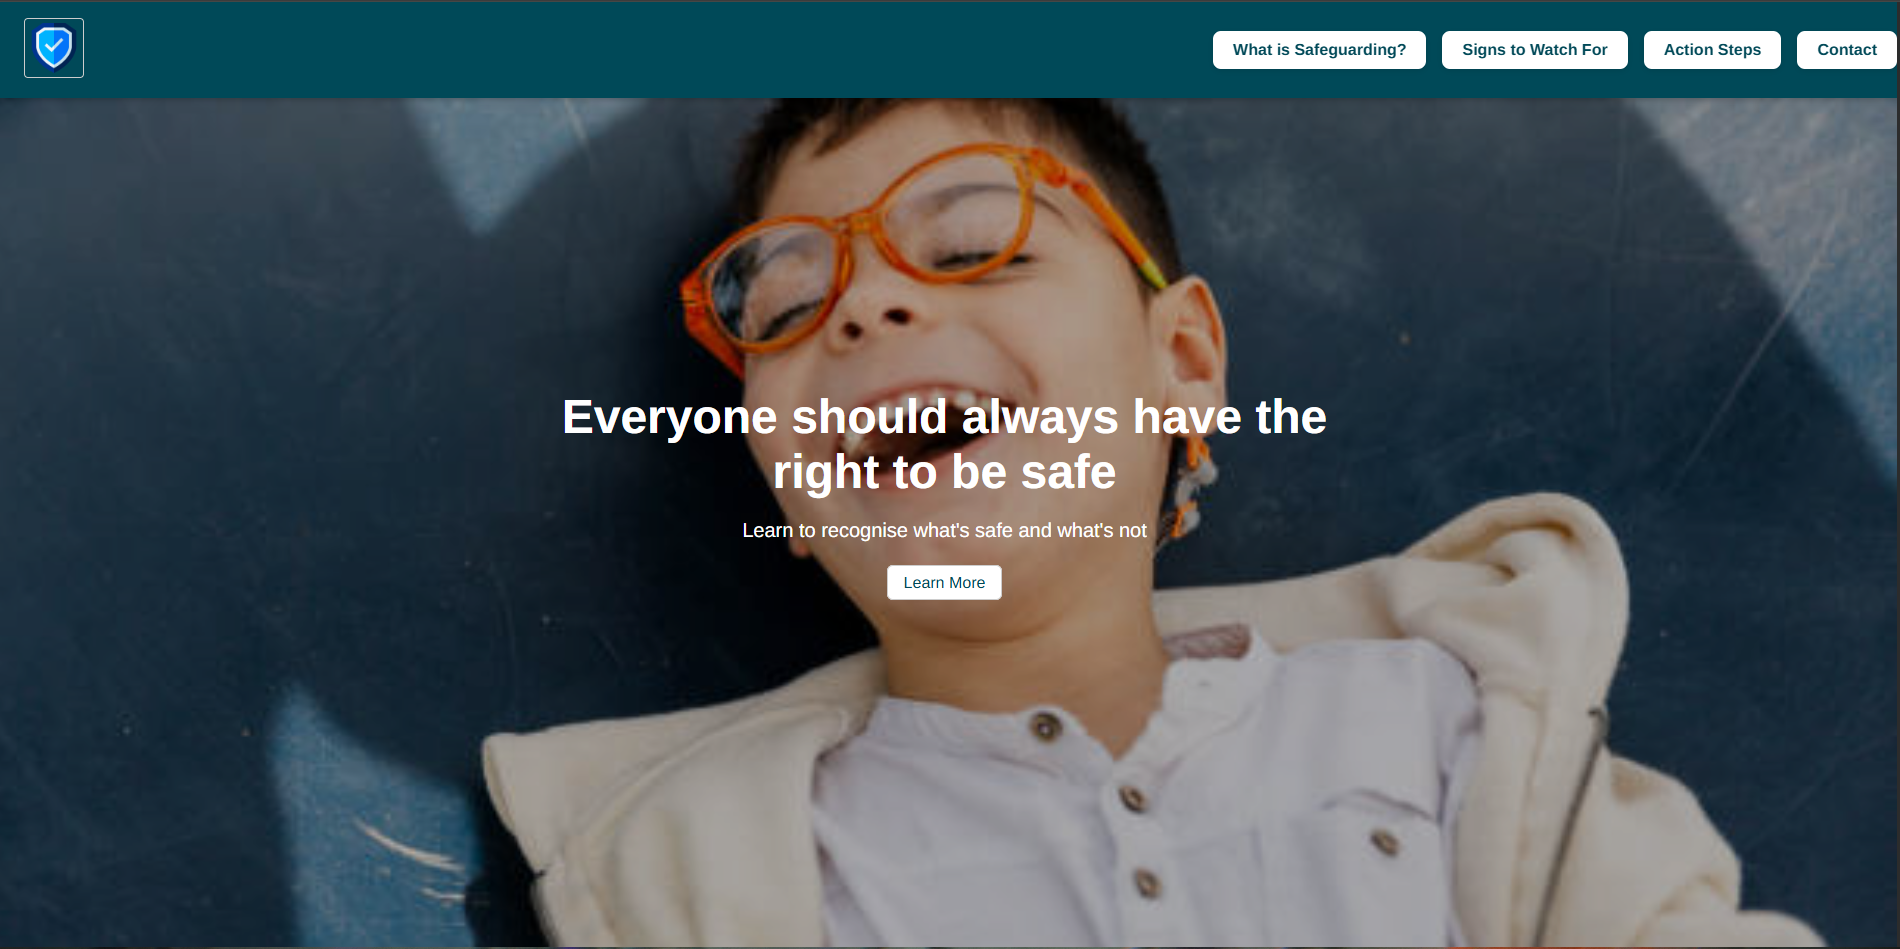 What is Safeguarding?
Signs to Watch For
Action Steps
Contact
Everyone should always have the
right to be safe
Learn to recognise what's safe and what's not
Learn More